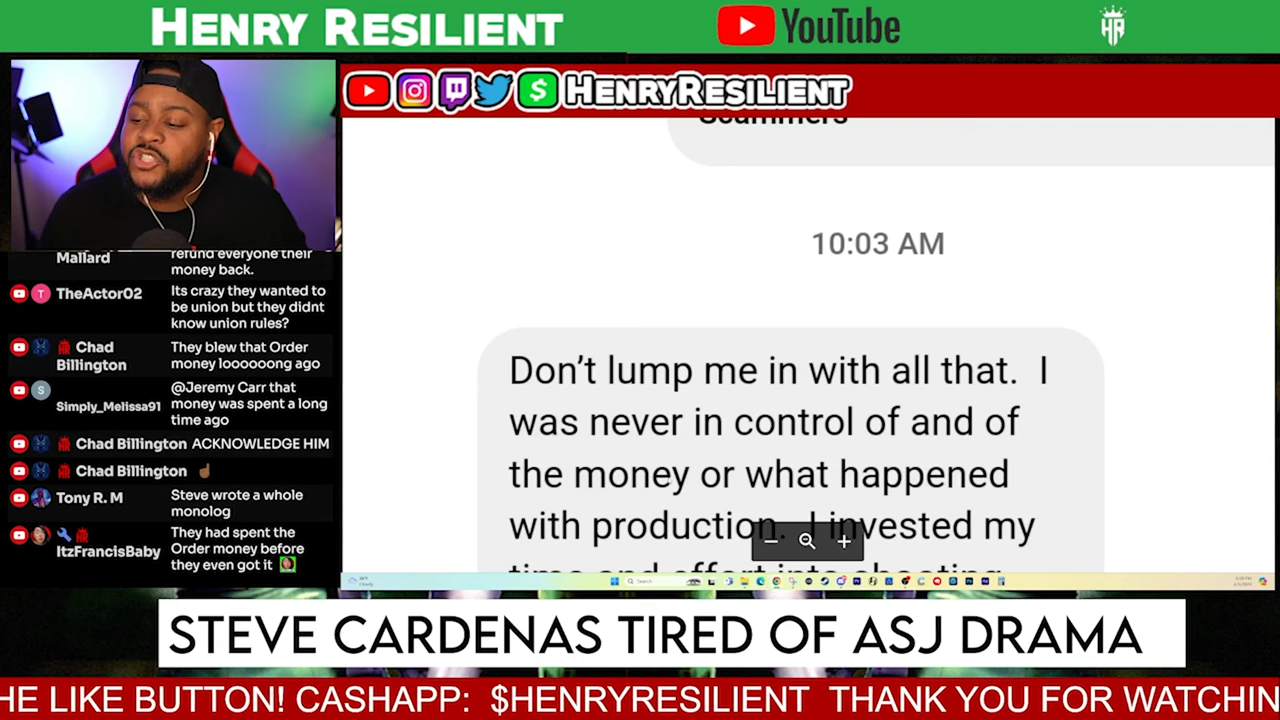 HENRY RESILIENT
YouTube
HR
HENRYRESILIENT
Scammers
10:03 AM
Don’t lump me in with all that. I
was never in control of and of
the money or what happened
with production. I invested my
time and effort into shooting
Mallard
refund everyone their
money back.
T
TheActor02
Its crazy they wanted to
be union but they didnt
know union rules?
Chad
Billington
They blew that Order
money loooooong ago
S
Simply_Melissa91
@Jeremy Carr that
money was spent a long
time ago
Chad Billington ACKNOWLEDGE HIM
Chad Billington ☝🏾
Tony R. M
Steve wrote a whole
monolog
ItzFrancisBaby
They had spent the
Order money before
they even got it
Search
STEVE CARDENAS TIRED OF ASJ DRAMA
HE LIKE BUTTON! CASHAPP: $HENRYRESILIENT THANK YOU FOR WATCHIN